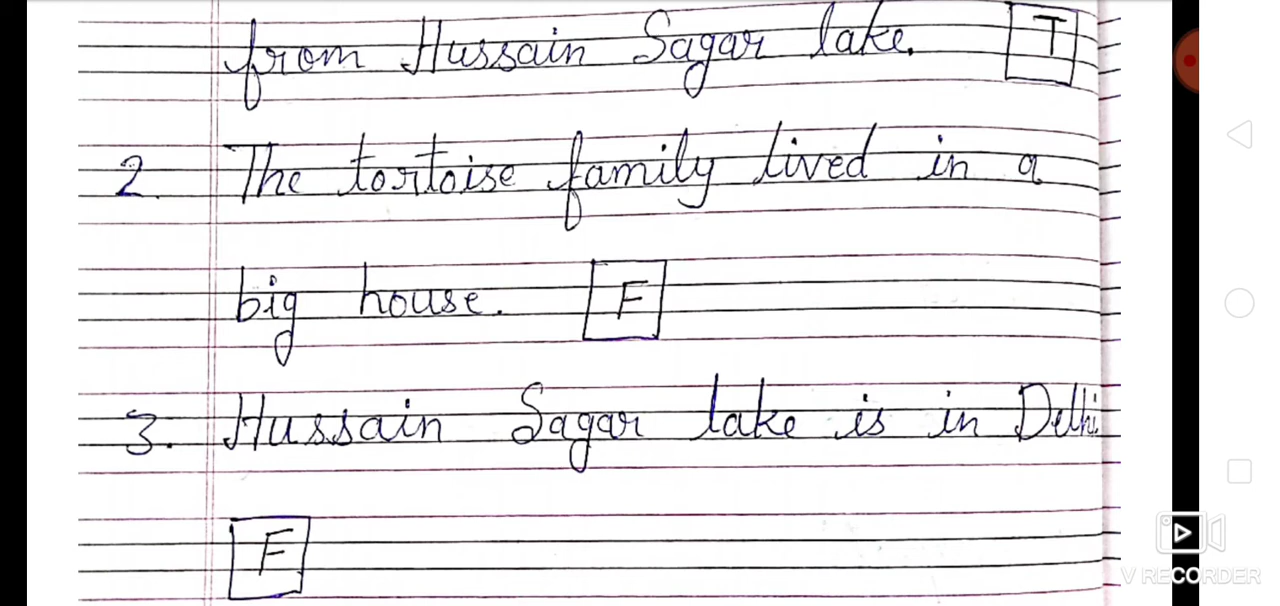 from Hussain Sagar lake. T
2. The tortoise family lived in a
big house. F
3. Hussain Sagar lake is in Delhi.
F
V RECORDER